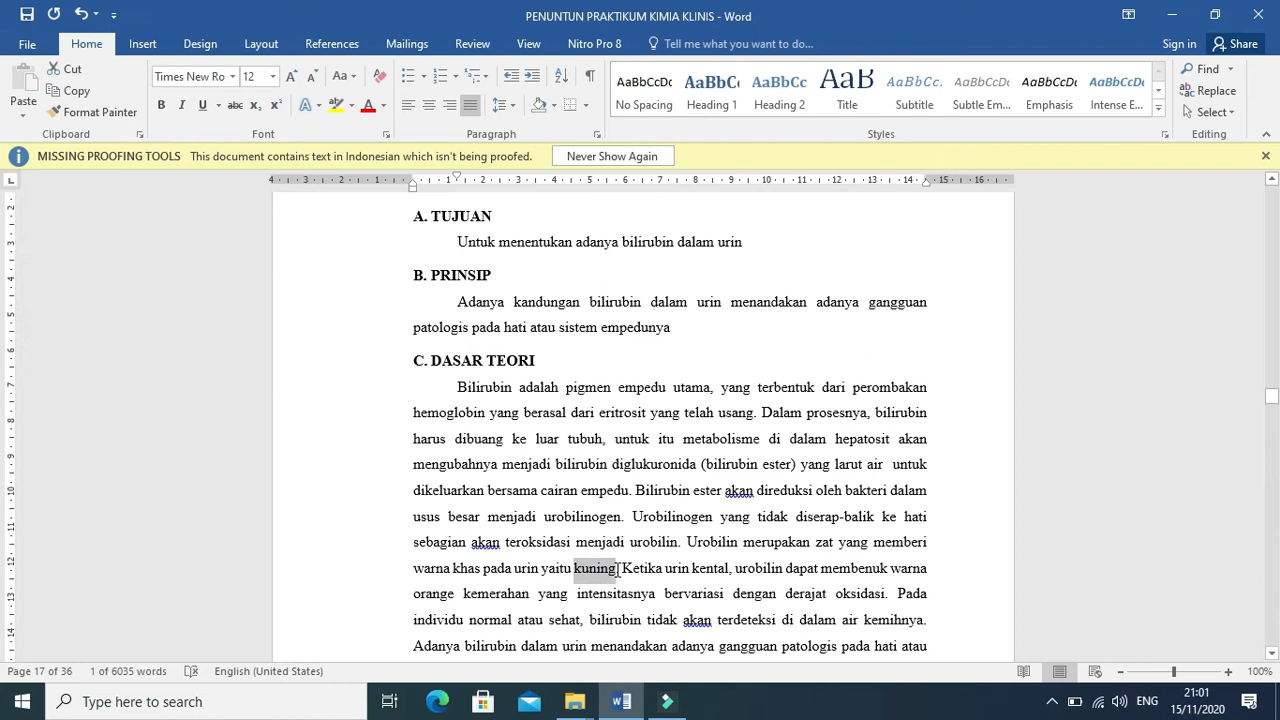 PENUNTUN PRAKTIKUM KIMIA KLINIS - Word
File Home Insert Design Layout References Mailings Review View Nitro Pro 8 Tell me what you want to do... Sign in Share
Paste
Cut
Copy
Format Painter
Times New Ro 12
AaBbCcDc AaBbCc AaBbCc AaB AaBbCcD AaBbCcDc AaBbCcDc AaBbCcDc
No Spacing Heading 1 Heading 2 Title Subtitle Subtle Em... Emphasis Intense E...
Find
Replace
Select
Clipboard Font Paragraph Styles Editing
MISSING PROOFING TOOLS This document contains text in Indonesian which isn't being proofed. Never Show Again
A. TUJUAN
Untuk menentukan adanya bilirubin dalam urin
B. PRINSIP
Adanya kandungan bilirubin dalam urin menandakan adanya gangguan
patologis pada hati atau sistem empedunya
C. DASAR TEORI
Bilirubin adalah pigmen empedu utama, yang terbentuk dari perombakan
hemoglobin yang berasal dari eritrosit yang telah usang. Dalam prosesnya, bilirubin
harus dibuang ke luar tubuh, untuk itu metabolisme di dalam hepatosit akan
mengubahnya menjadi bilirubin diglukuronida (bilirubin ester) yang larut air untuk
dikeluarkan bersama cairan empedu. Bilirubin ester akan direduksi oleh bakteri dalam
usus besar menjadi urobilinogen. Urobilinogen yang tidak diserap-balik ke hati
sebagian akan teroksidasi menjadi urobilin. Urobilin merupakan zat yang memberi
warna khas pada urin yaitu kuning. Ketika urin kental, urobilin dapat membenuk warna
orange kemerahan yang intensitasnya bervariasi dengan derajat oksidasi. Pada
individu normal atau sehat, bilirubin tidak akan terdeteksi di dalam air kemihnya.
Adanya bilirubin dalam urin menandakan adanya gangguan patologis pada hati atau
Page 17 of 36 1 of 6035 words English (United States) 100%
Type here to search
ENG
21:01
15/11/2020